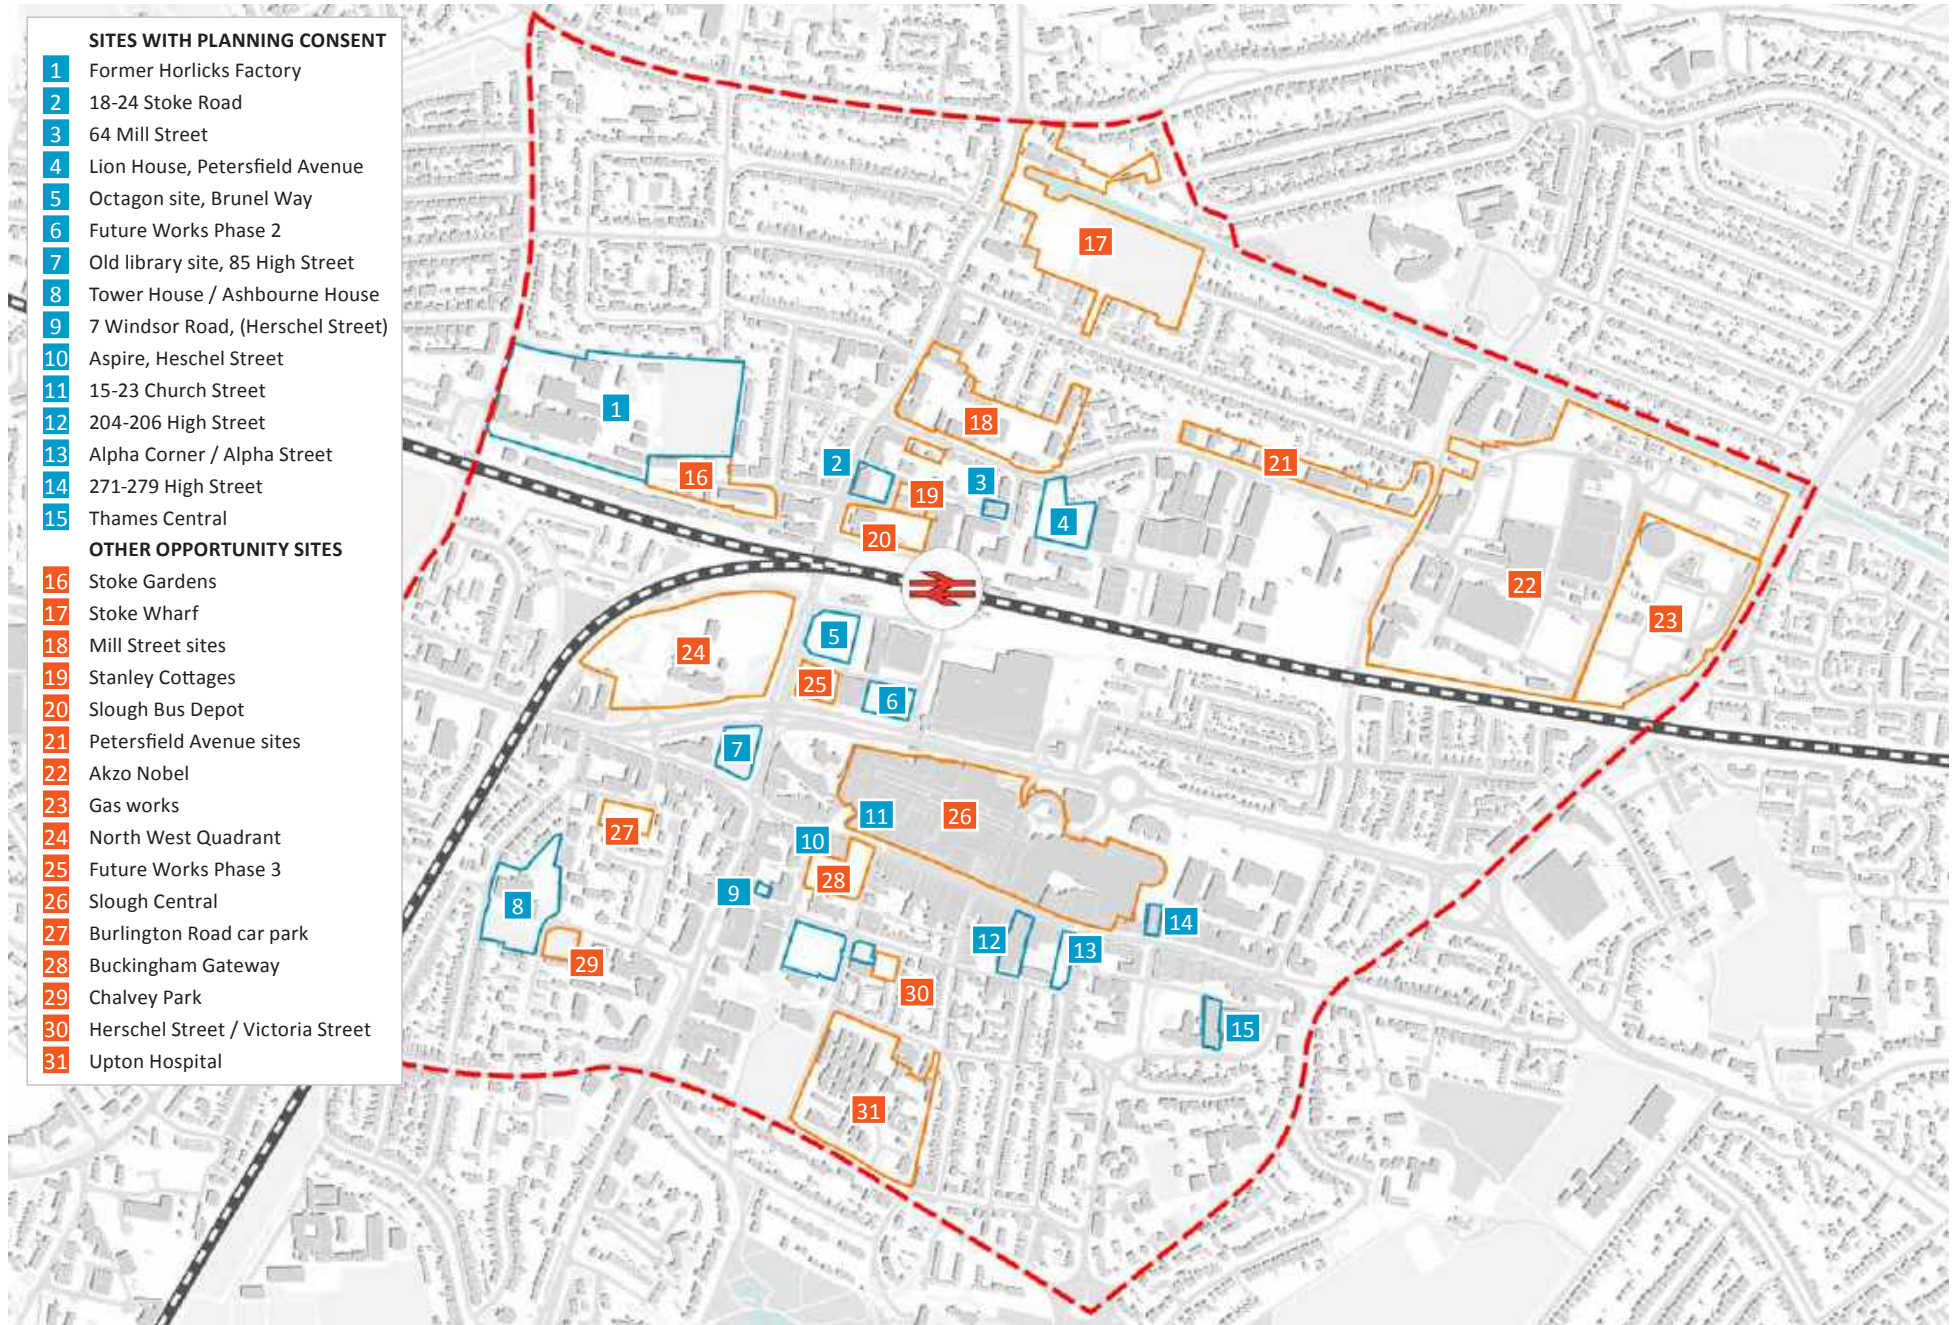 SITES WITH PLANNING CONSENT
1 Former Horlicks Factory
2 18-24 Stoke Road
3 64 Mill Street
4 Lion House, Petersfield Avenue
5 Octagon site, Brunel Way
6 Future Works Phase 2
7 Old library site, 85 High Street
8 Tower House / Ashbourne House
9 7 Windsor Road, (Herschel Street)
10 Aspire, Heschel Street
11 15-23 Church Street
12 204-206 High Street
13 Alpha Corner / Alpha Street
14 271-279 High Street
15 Thames Central
OTHER OPPORTUNITY SITES
16 Stoke Gardens
17 Stoke Wharf
18 Mill Street sites
19 Stanley Cottages
20 Slough Bus Depot
21 Petersfield Avenue sites
22 Akzo Nobel
23 Gas works
24 North West Quadrant
25 Future Works Phase 3
26 Slough Central
27 Burlington Road car park
28 Buckingham Gateway
29 Chalvey Park
30 Herschel Street / Victoria Street
31 Upton Hospital
17
1
18
2
16
21
3
19
4
20
22
23
5
24
25
6
7
11
26
10
27
28
9
8
14
12
13
29
30
15
31